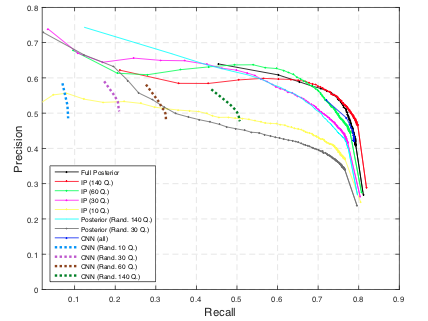 0.8
0.7
0.6
0.5
0.4
0.3
0.2
0.1
0
Precision
Full Posterior
IP (140 Q.)
IP (60 Q.)
IP (30 Q.)
IP (10 Q.)
Posterior (Rand. 140 Q.)
Posterior (Rand. 30 Q.)
CNN (all)
CNN (Rand. 10 Q.)
CNN (Rand. 30 Q.)
CNN (Rand. 60 Q.)
CNN (Rand. 140 Q.)
0.1 0.2 0.3 0.4 0.5 0.6 0.7 0.8 0.9
Recall